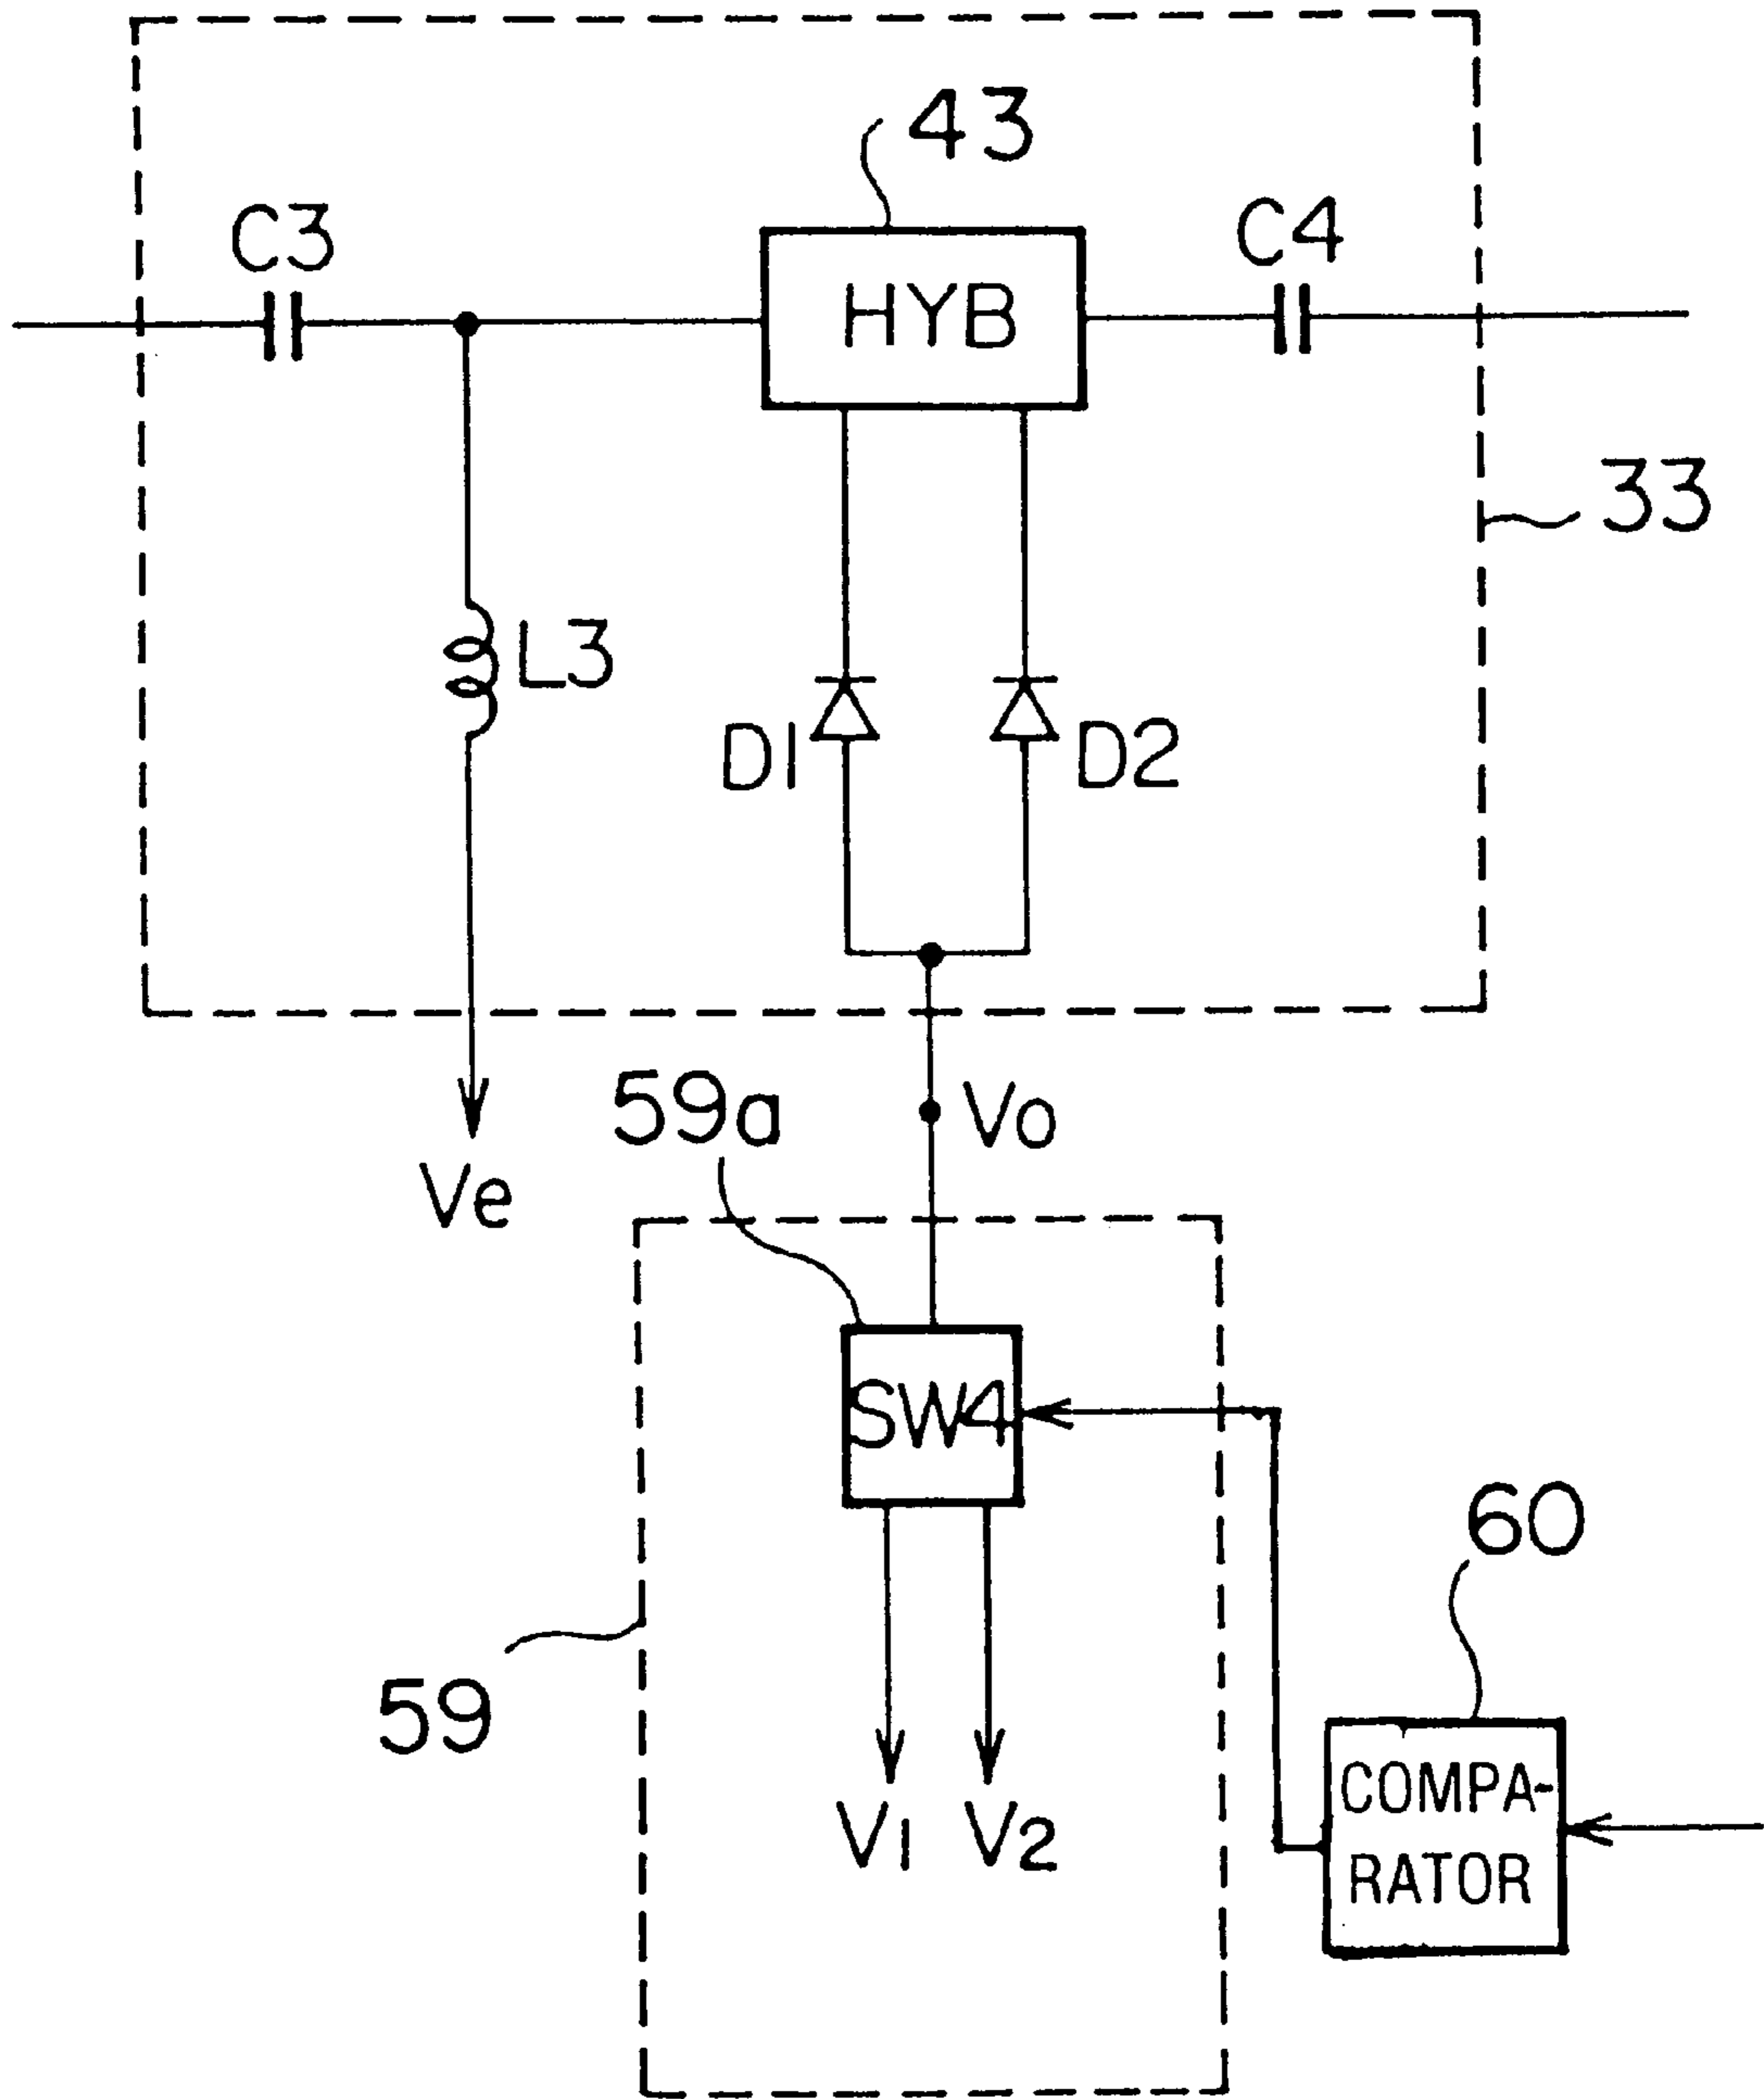 43
C3
C4
HYB
33
L3
D1
D2
59a
Vo
Ve
SW4
60
59
COMPA-
RATOR
V1
V2